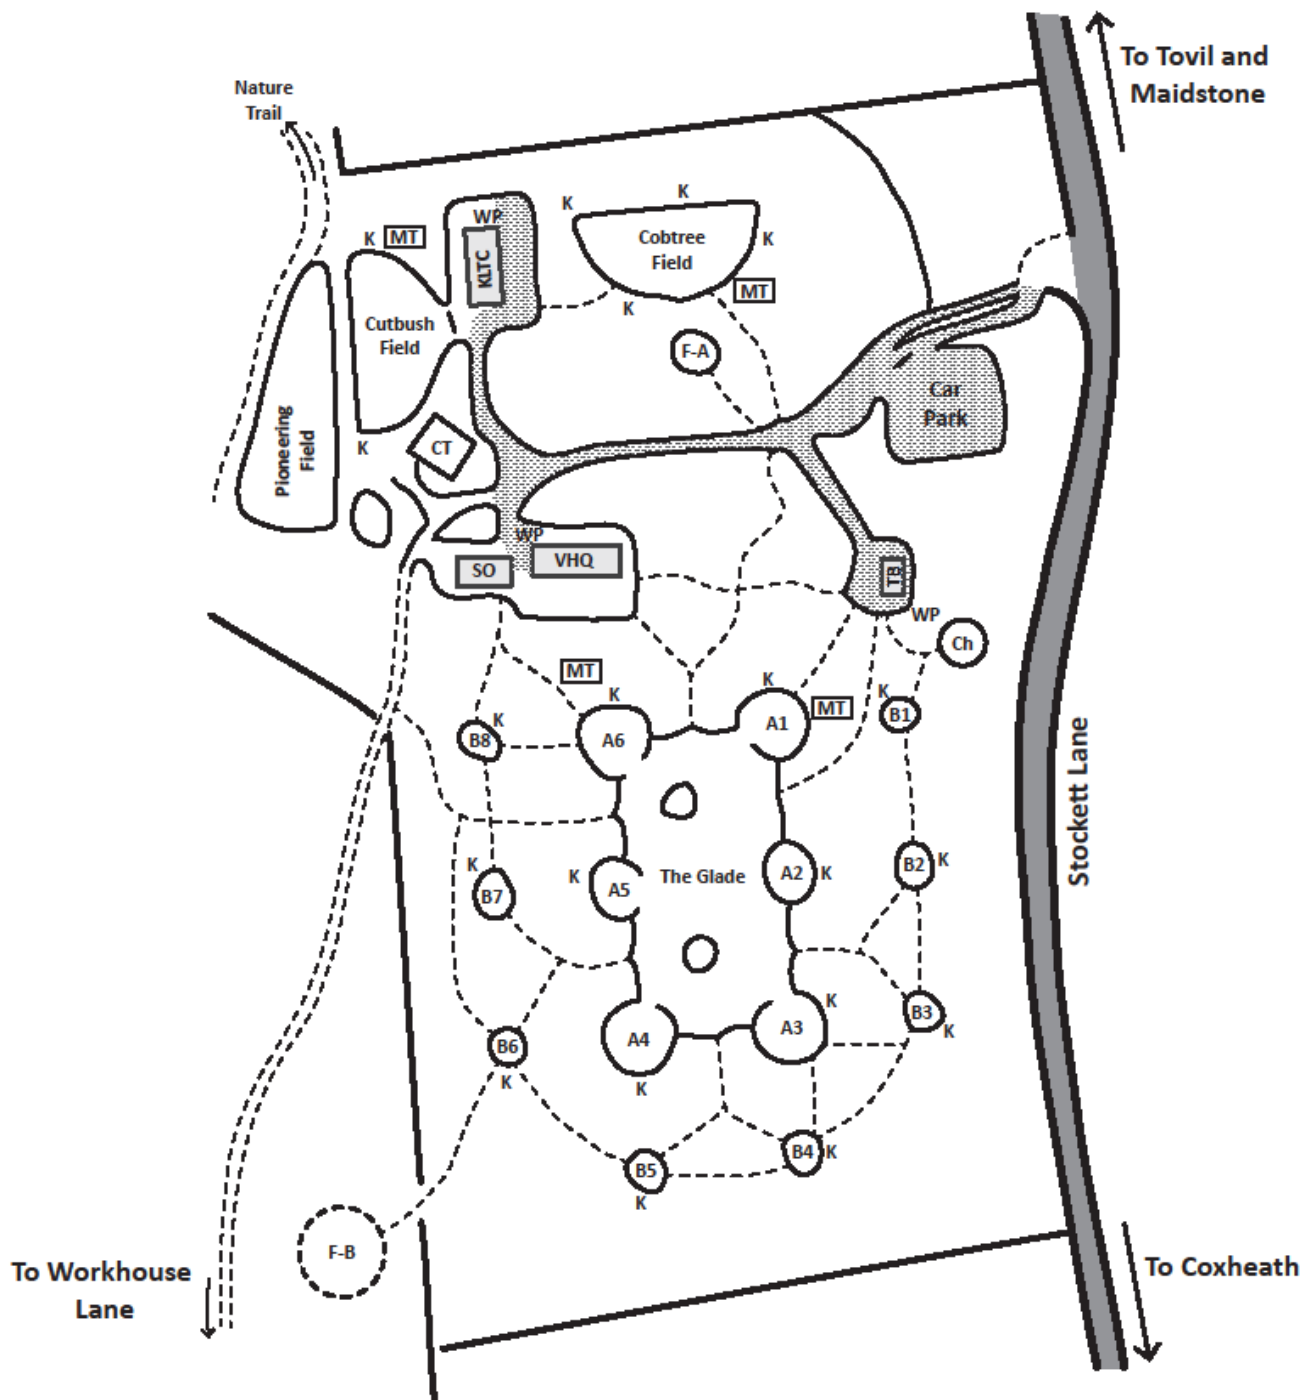 To Tovil and
Maidstone
Nature
Trail
K
K
WP
K
MT
Cobtree
Field
K
KLTC
MT
K
Cutbush
Field
F-A
Car
Park
Pioneering
Field
K
CT
WP
VHQ
SO
TB
WP
Ch
MT
K
K
K
MT
B1
A1
K
B8
A6
Stockett Lane
K
B7
K
A5
The Glade
A2
K
B2
K
K
B3
K
A3
A4
B6
K
K
B4
K
B5
K
F-B
To Workhouse
Lane
To Coxheath